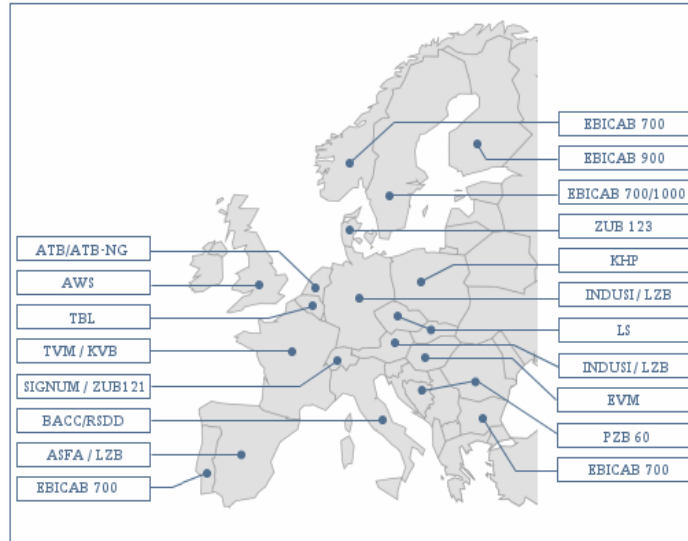 EBICAB 700
EBICAB 900
EBICAB 700/1000
ZUB 123
KHP
INDUSI / LZB
LS
INDUSI / LZB
EVM
PZB 60
EBICAB 700
ATB/ATB-NG
AWS
TBL
TVM / KVB
SIGNUM / ZUB121
BACC/RSDD
ASFA / LZB
EBICAB 700